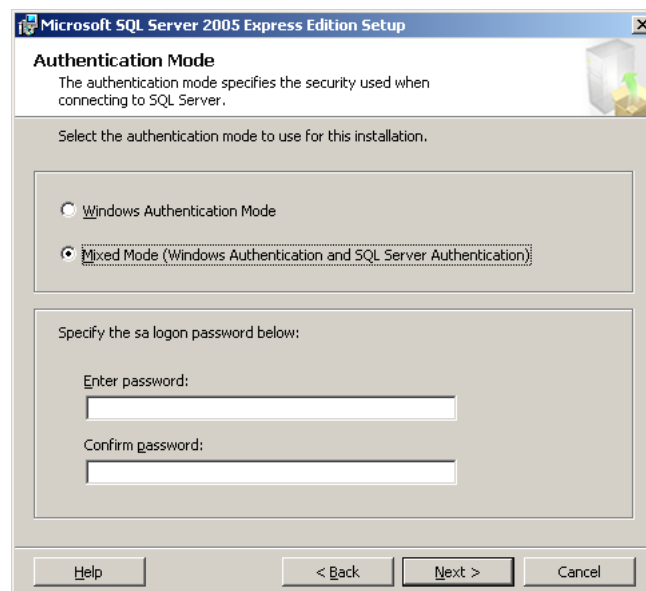 Microsoft SQL Server 2005 Express Edition Setup
Authentication Mode
The authentication mode specifies the security used when
connecting to SQL Server.
Select the authentication mode to use for this installation.
Windows Authentication Mode
Mixed Mode (Windows Authentication and SQL Server Authentication)
Specify the sa logon password below:
Enter password:
Confirm password:
Help
< Back
Next >
Cancel